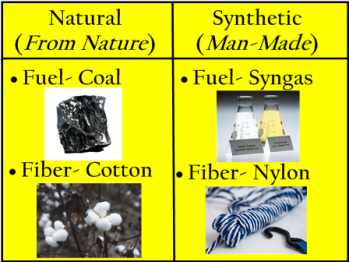 Natural
(From Nature)
Synthetic
(Man-Made)
• Fuel- Coal
• Fiber- Cotton
• Fuel- Syngas
• Fiber- Nylon